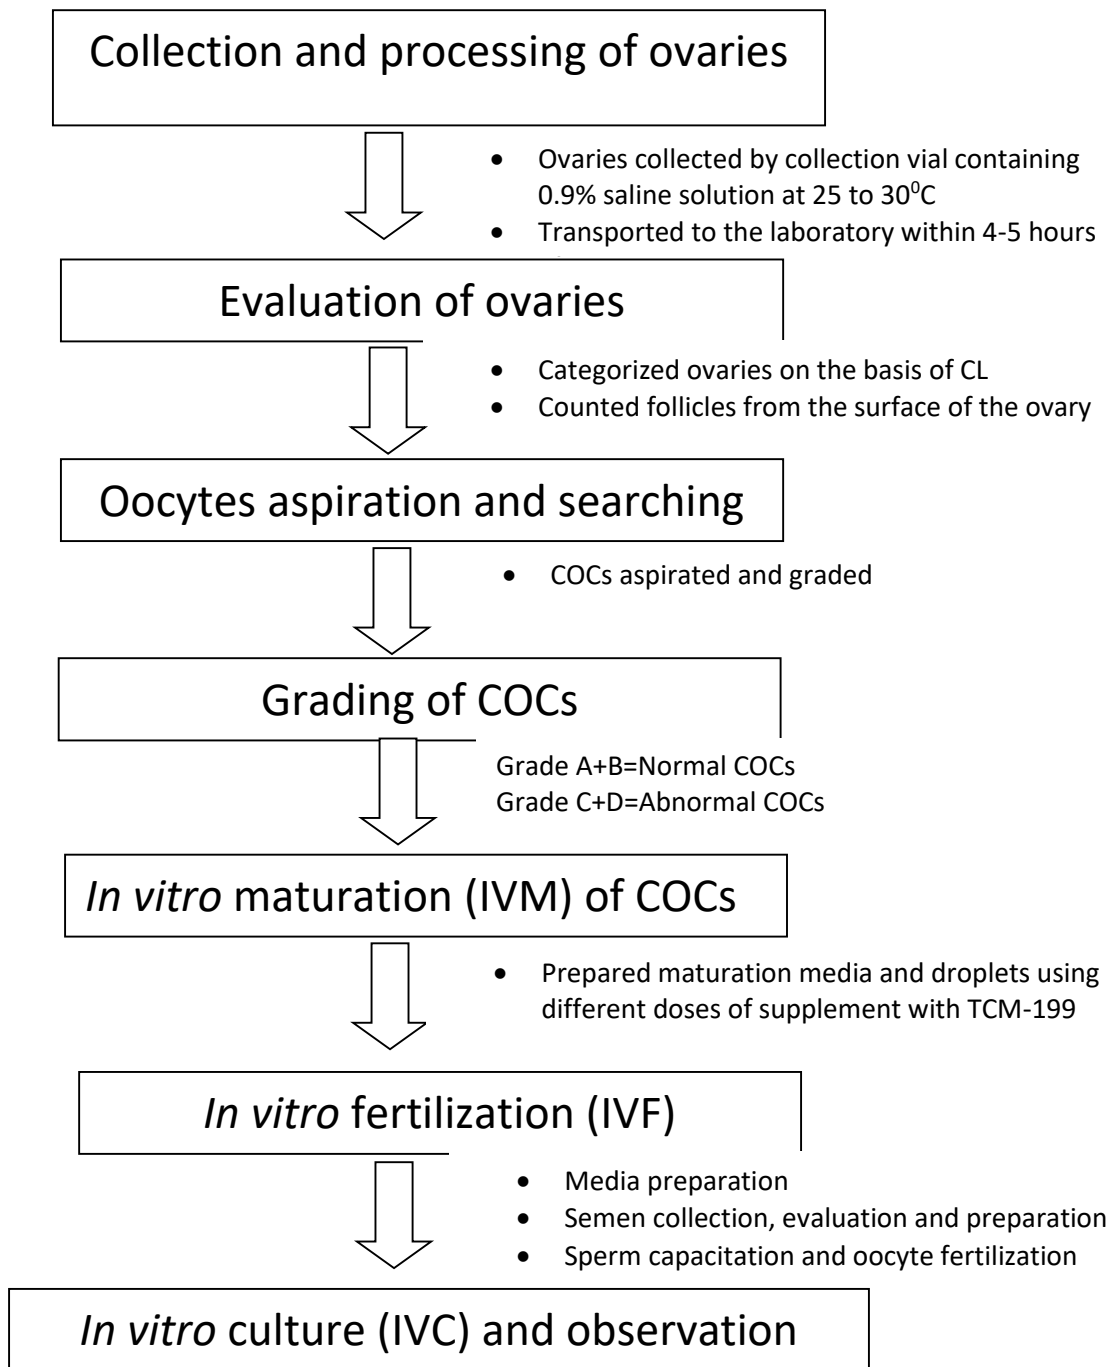 Collection and processing of ovaries
• Ovaries collected by collection vial containing
0.9% saline solution at 25 to 30⁰C
• Transported to the laboratory within 4-5 hours
Evaluation of ovaries
• Categorized ovaries on the basis of CL
• Counted follicles from the surface of the ovary
Oocytes aspiration and searching
• COCs aspirated and graded
Grading of COCs
Grade A+B=Normal COCs
Grade C+D=Abnormal COCs
In vitro maturation (IVM) of COCs
• Prepared maturation media and droplets using
different doses of supplement with TCM-199
In vitro fertilization (IVF)
• Media preparation
• Semen collection, evaluation and preparation
• Sperm capacitation and oocyte fertilization
In vitro culture (IVC) and observation